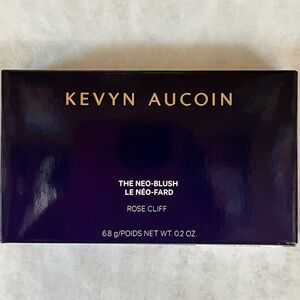 KEVYN AUCOIN
THE NEO-BLUSH
LE NÉO-FARD
ROSE CLIFF
6.8 g/POIDS NET WT. 0.2 OZ.